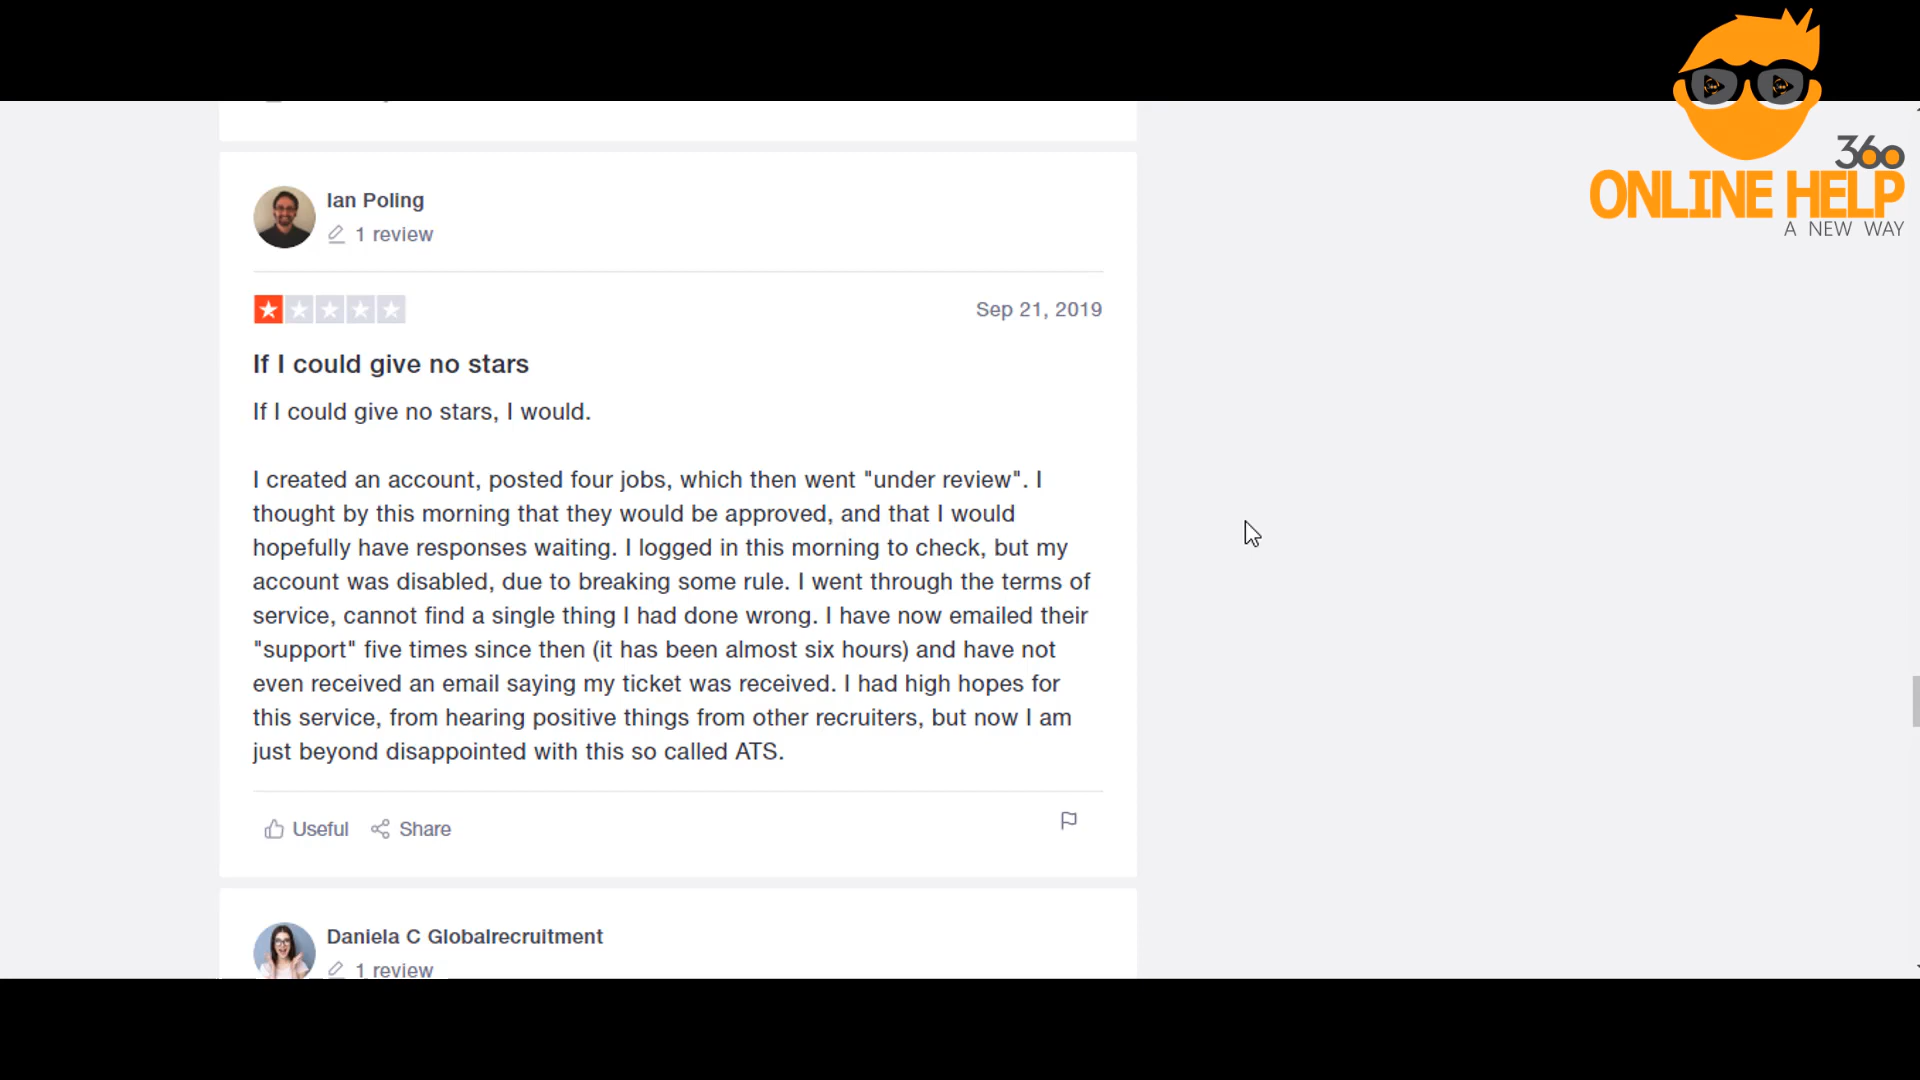 360
ONLINE HELP
A NEW WAY
Ian Poling
1 review
Sep 21, 2019
If I could give no stars
If I could give no stars, I would.
I created an account, posted four jobs, which then went "under review". I
thought by this morning that they would be approved, and that I would
hopefully have responses waiting. I logged in this morning to check, but my
account was disabled, due to breaking some rule. I went through the terms of
service, cannot find a single thing I had done wrong. I have now emailed their
"support" five times since then (it has been almost six hours) and have not
even received an email saying my ticket was received. I had high hopes for
this service, from hearing positive things from other recruiters, but now I am
just beyond disappointed with this so called ATS.
Useful Share
Daniela C Globalrecruitment
1 review